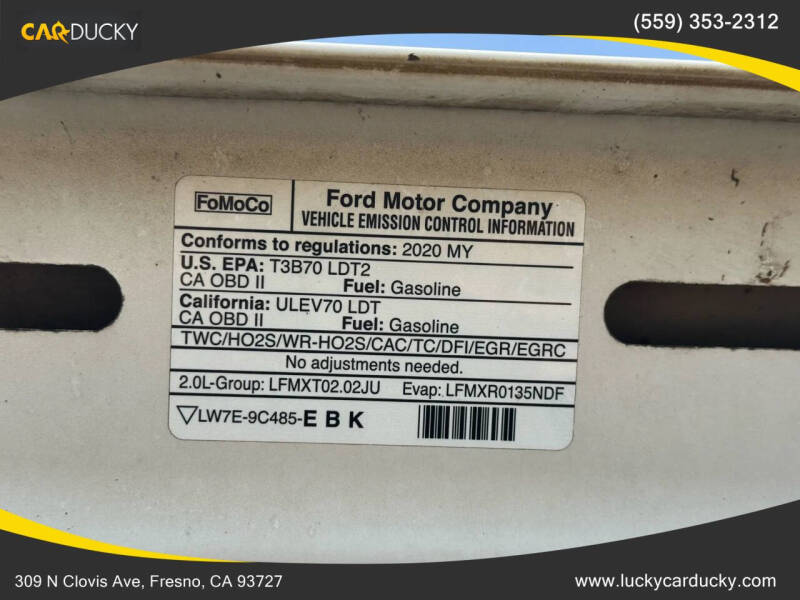 CARDUCKY
(559) 353-2312
FoMoCo
Ford Motor Company
VEHICLE EMISSION CONTROL INFORMATION
Conforms to regulations: 2020 MY
U.S. EPA: T3B70 LDT2
CA OBD II Fuel: Gasoline
California: ULEV70 LDT
CA OBD II Fuel: Gasoline
TWC/HO2S/WR-HO2S/CAC/TC/DFI/EGR/EGRC
No adjustments needed.
2.0L-Group: LFMXT02.02JU Evap: LFMXR0135NDF
LW7E-9C485-E B K
309 N Clovis Ave, Fresno, CA 93727
www.luckycarducky.com